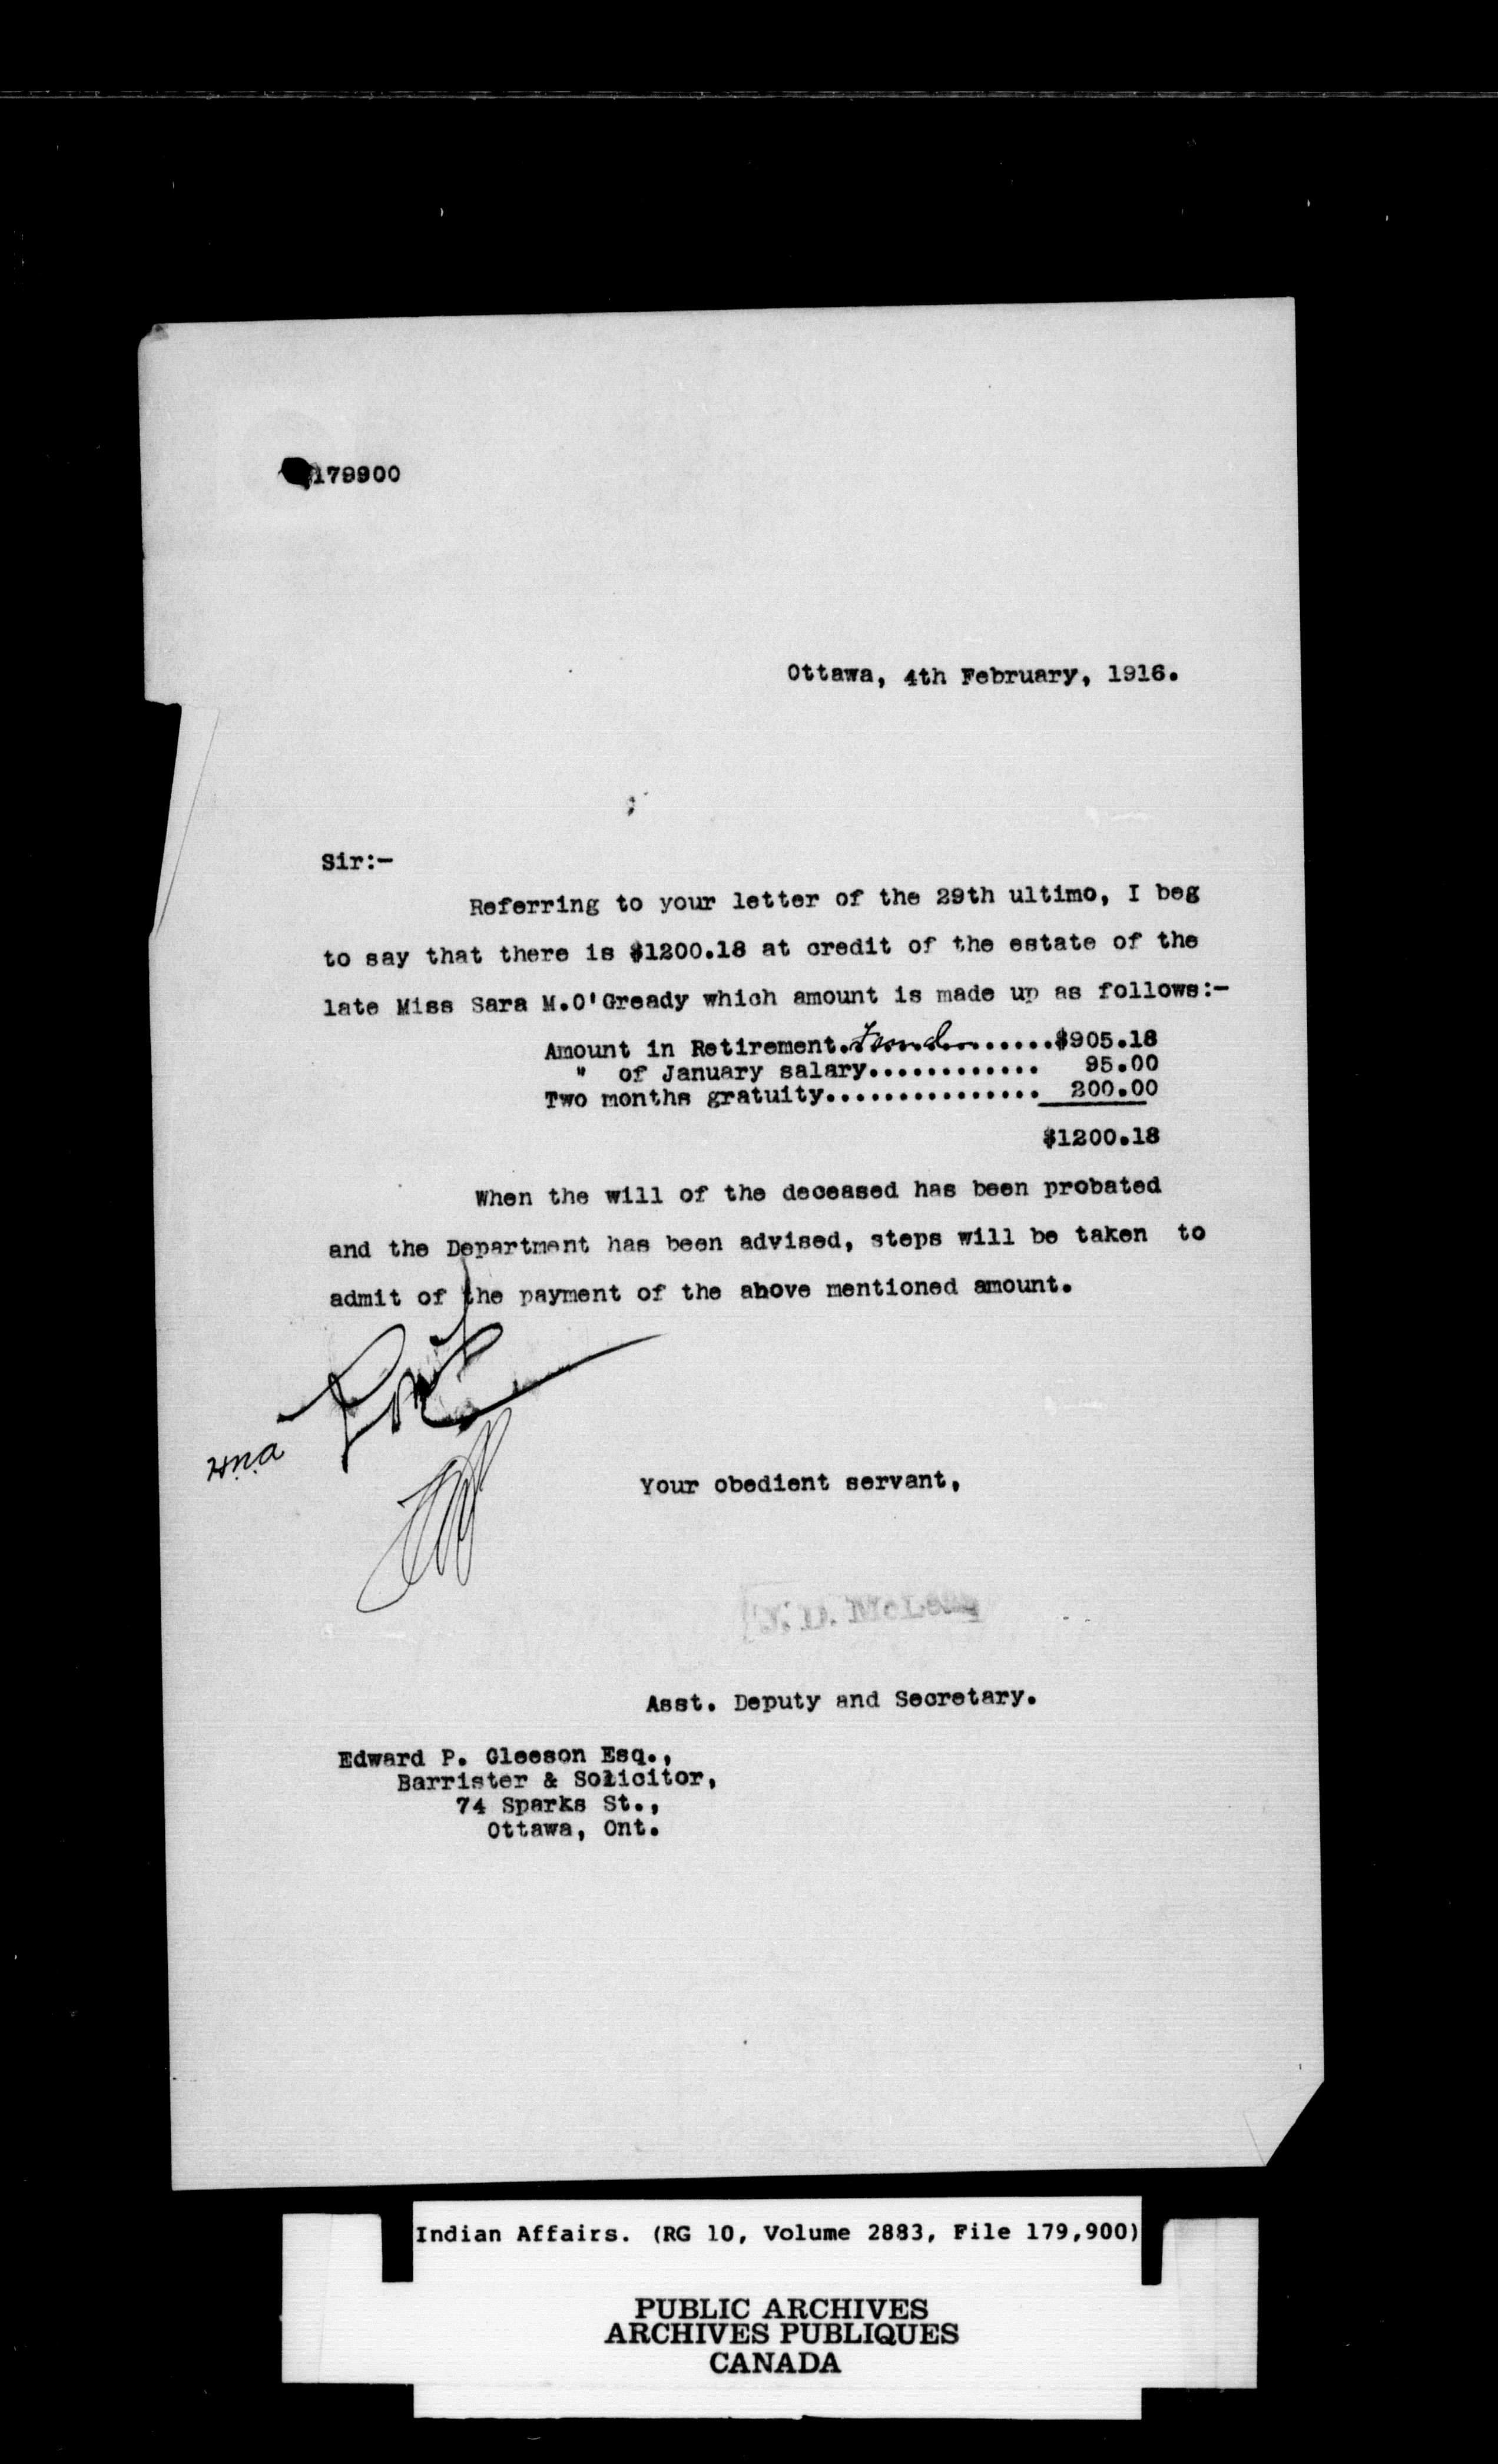 179900
Ottawa, 4th February, 1916.
Sir:-
Referring to your letter of the 29th ultimo, I beg
to say that there is $1200.18 at credit of the estate of the
late Miss Sara M.O'Gready which amount is made up as follows:-
Amount in Retirement.Fund.......$905.18
" of January salary............ 95.00
Two months gratuity............... 200.00
$1200.18
When the will of the deceased has been probated
and the Department has been advised, steps will be taken to
admit of the payment of the above mentioned amount.
Your obedient servant,
J. D. McLean
Asst. Deputy and Secretary.
Edward P. Gleeson Esq.,
Barrister & Solicitor,
74 Sparks St.,
Ottawa, Ont.
Indian Affairs. (RG 10, Volume 2883, File 179,900)
PUBLIC ARCHIVES
ARCHIVES PUBLIQUES
CANADA